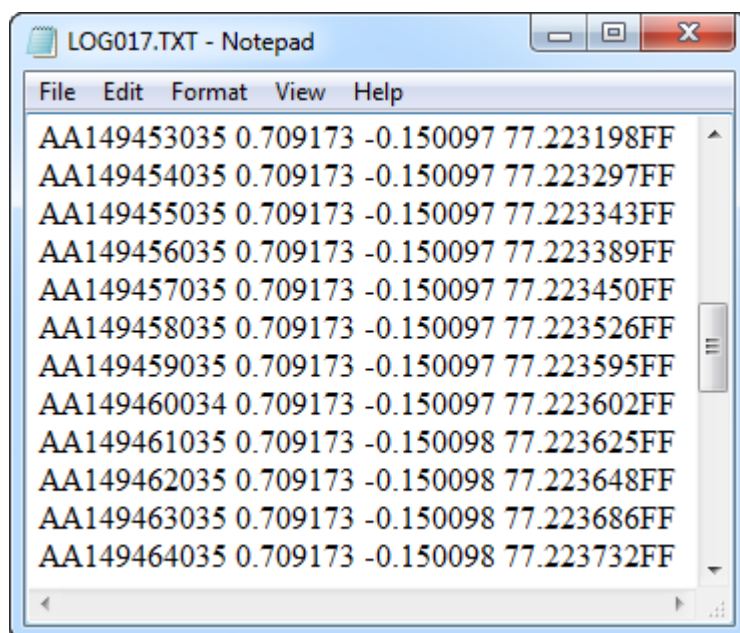 LOG017.TXT - Notepad
File Edit Format View Help
AA149453035 0.709173 -0.150097 77.223198FF
AA149454035 0.709173 -0.150097 77.223297FF
AA149455035 0.709173 -0.150097 77.223343FF
AA149456035 0.709173 -0.150097 77.223389FF
AA149457035 0.709173 -0.150097 77.223450FF
AA149458035 0.709173 -0.150097 77.223526FF
AA149459035 0.709173 -0.150097 77.223595FF
AA149460034 0.709173 -0.150097 77.223602FF
AA149461035 0.709173 -0.150098 77.223625FF
AA149462035 0.709173 -0.150098 77.223648FF
AA149463035 0.709173 -0.150098 77.223686FF
AA149464035 0.709173 -0.150098 77.223732FF